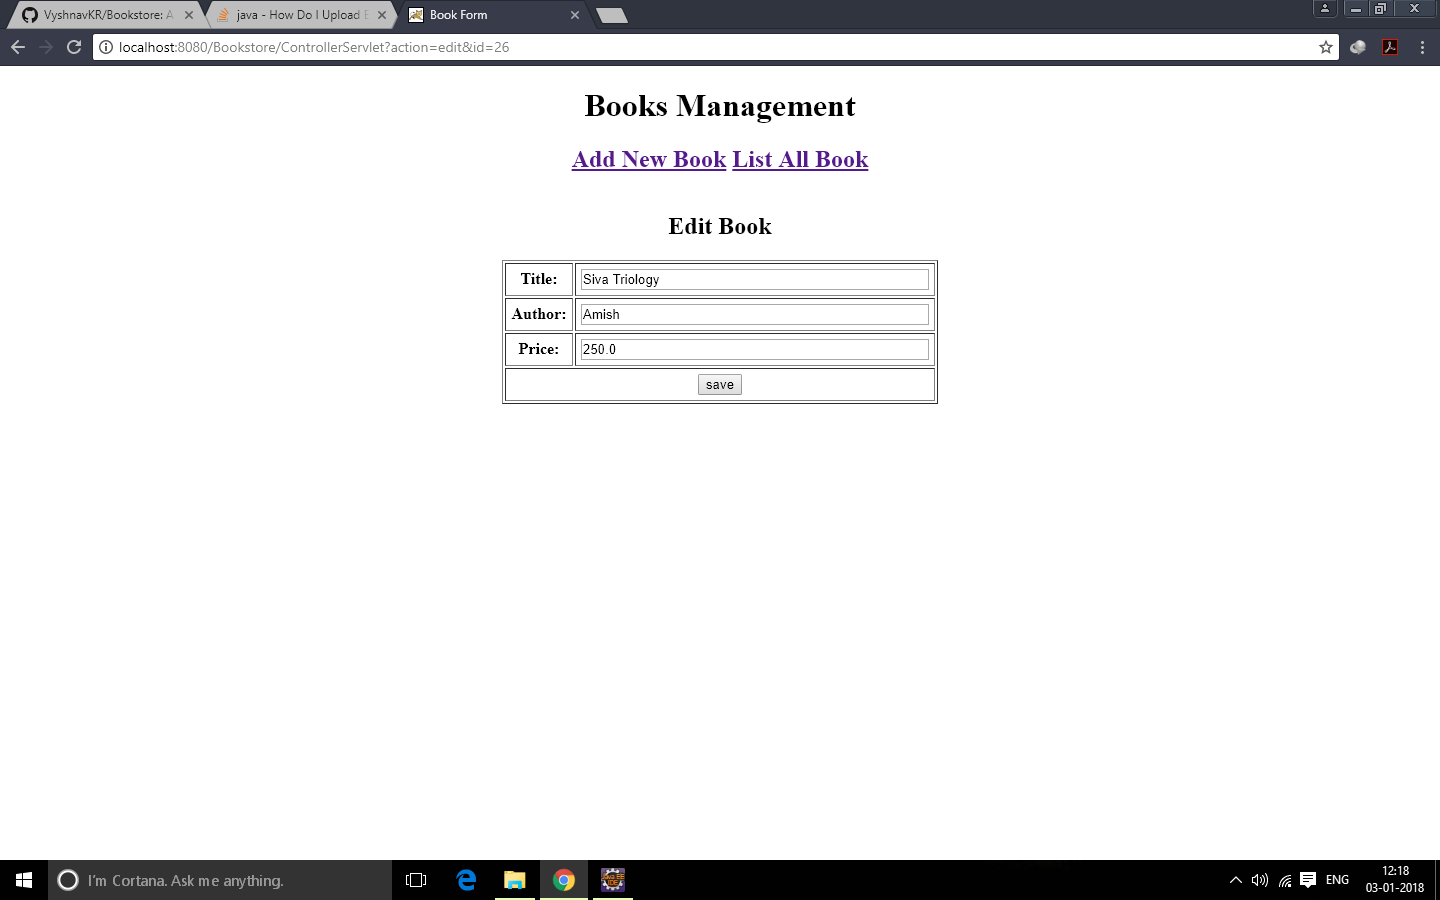 VyshnavKR/Bookstore: A
java - How Do I Upload E
Book Form
localhost:8080/Bookstore/ControllerServlet?action=edit&id=26
Books Management
Add New Book List All Book
Edit Book
Title: Siva Triology
Author: Amish
Price: 250.0
save
I'm Cortana. Ask me anything.
ENG
12:18
03-01-2018